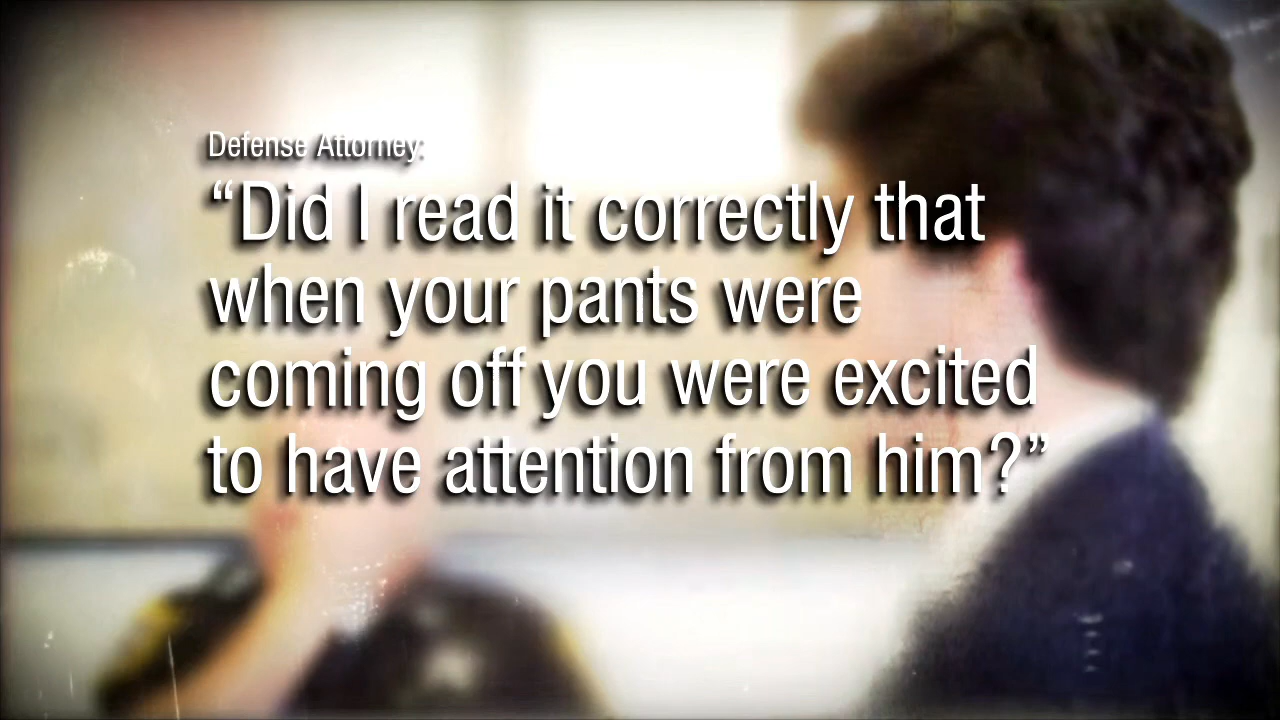 Defense Attorney:
“Did I read it correctly that
when your pants were
coming off you were excited
to have attention from him?”